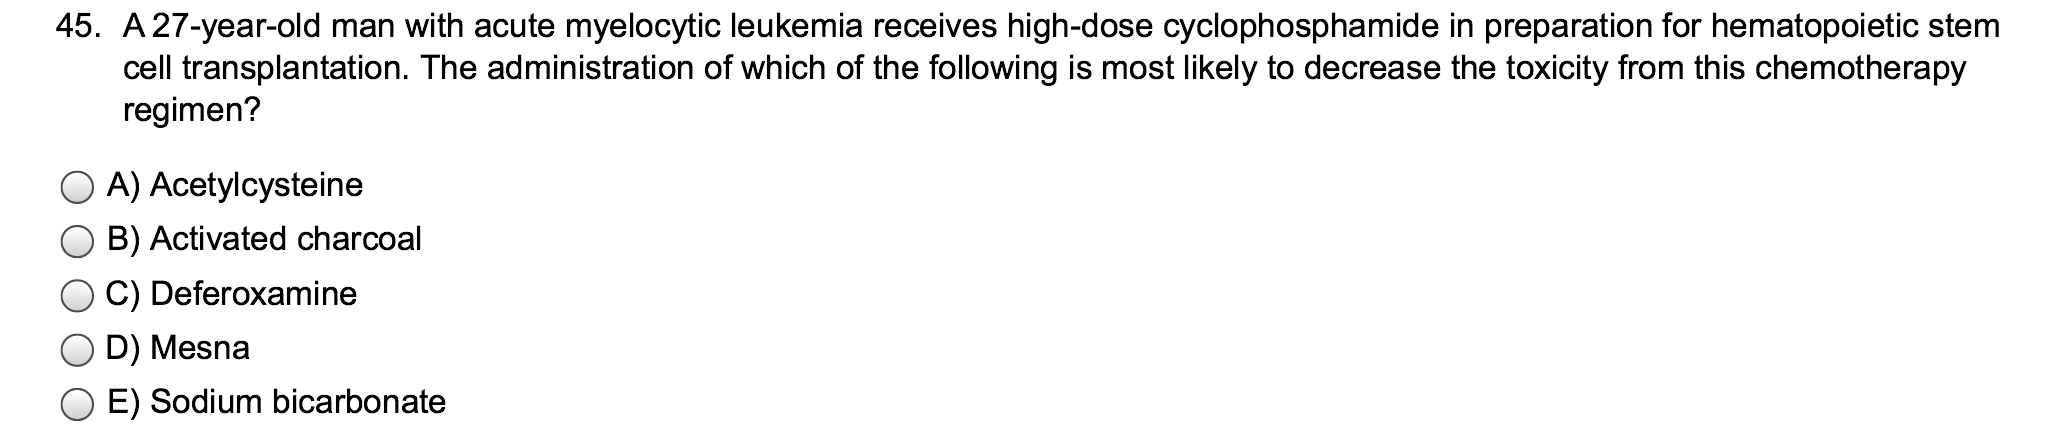 45. A 27-year-old man with acute myelocytic leukemia receives high-dose cyclophosphamide in preparation for hematopoietic stem
cell transplantation. The administration of which of the following is most likely to decrease the toxicity from this chemotherapy
regimen?
A) Acetylcysteine
B) Activated charcoal
C) Deferoxamine
D) Mesna
E) Sodium bicarbonate